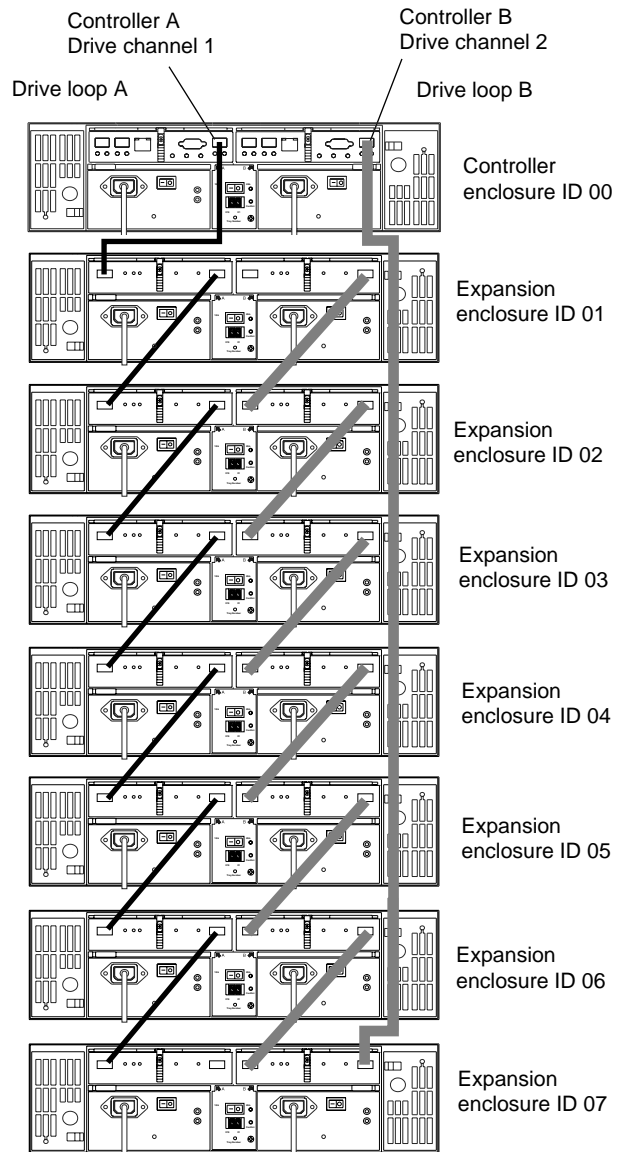 Controller A
Drive channel 1
Controller B
Drive channel 2
Drive loop A
Drive loop B
Controller
enclosure ID 00
Expansion
enclosure ID 01
Expansion
enclosure ID 02
Expansion
enclosure ID 03
Expansion
enclosure ID 04
Expansion
enclosure ID 05
Expansion
enclosure ID 06
Expansion
enclosure ID 07